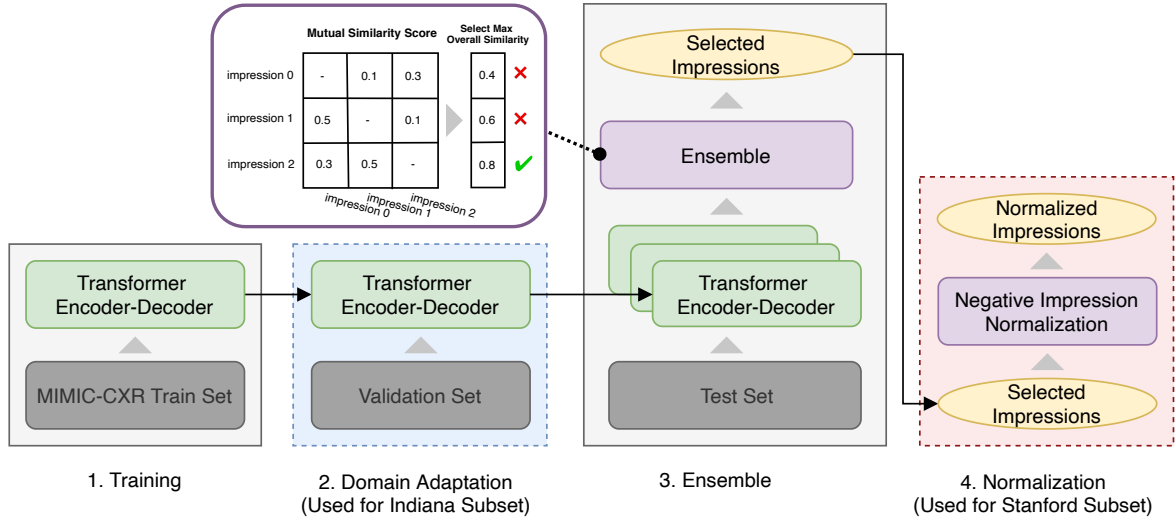 Mutual Similarity Score
Select Max
Overall Similarity
impression 0
-
0.1
0.3
0.4
impression 1
0.5
-
0.1
0.6
impression 2
0.3
0.5
-
0.8
impression 0
impression 1
impression 2
Selected
Impressions
Ensemble
Transformer
Encoder-Decoder
Transformer
Encoder-Decoder
Transformer
Encoder-Decoder
MIMIC-CXR Train Set
Validation Set
Test Set
Normalized
Impressions
Negative Impression
Normalization
Selected
Impressions
1. Training
2. Domain Adaptation
(Used for Indiana Subset)
3. Ensemble
4. Normalization
(Used for Stanford Subset)